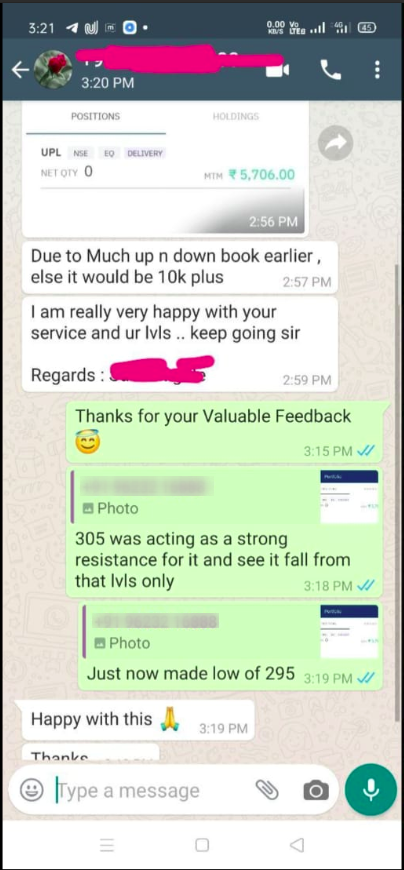 3:21
0.00 KB/S Vo LTE 4G 45
3:20 PM
POSITIONS HOLDINGS
UPL NSE EQ DELIVERY
NET QTY 0 MTM ₹ 5,706.00
2:56 PM
Due to Much up n down book earlier ,
else it would be 10k plus
2:57 PM
I am really very happy with your
service and ur lvls .. keep going sir
Regards :
2:59 PM
Thanks for your Valuable Feedback
😇
3:15 PM
Photo
305 was acting as a strong
resistance for it and see it fall from
that lvls only
3:18 PM
Photo
Just now made low of 295 3:19 PM
Happy with this 🙏 3:19 PM
Thanks
Type a message